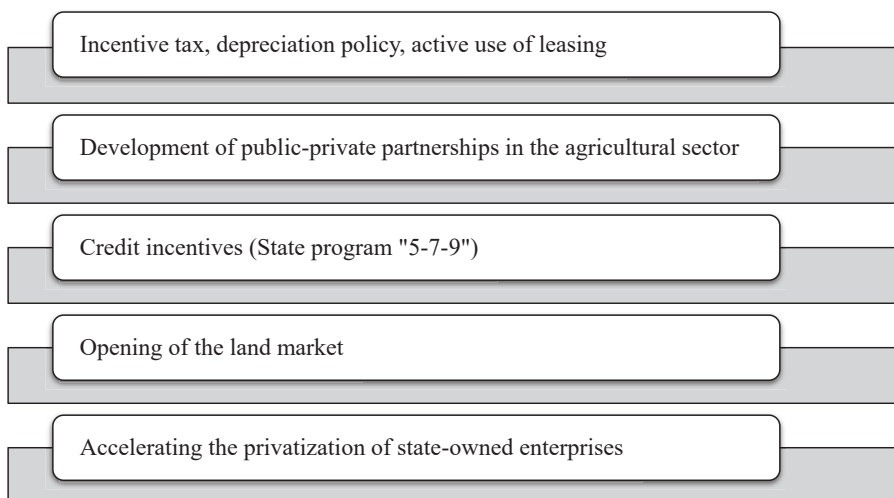 Incentive tax, depreciation policy, active use of leasing
Development of public-private partnerships in the agricultural sector
Credit incentives (State program "5-7-9")
Opening of the land market
Accelerating the privatization of state-owned enterprises